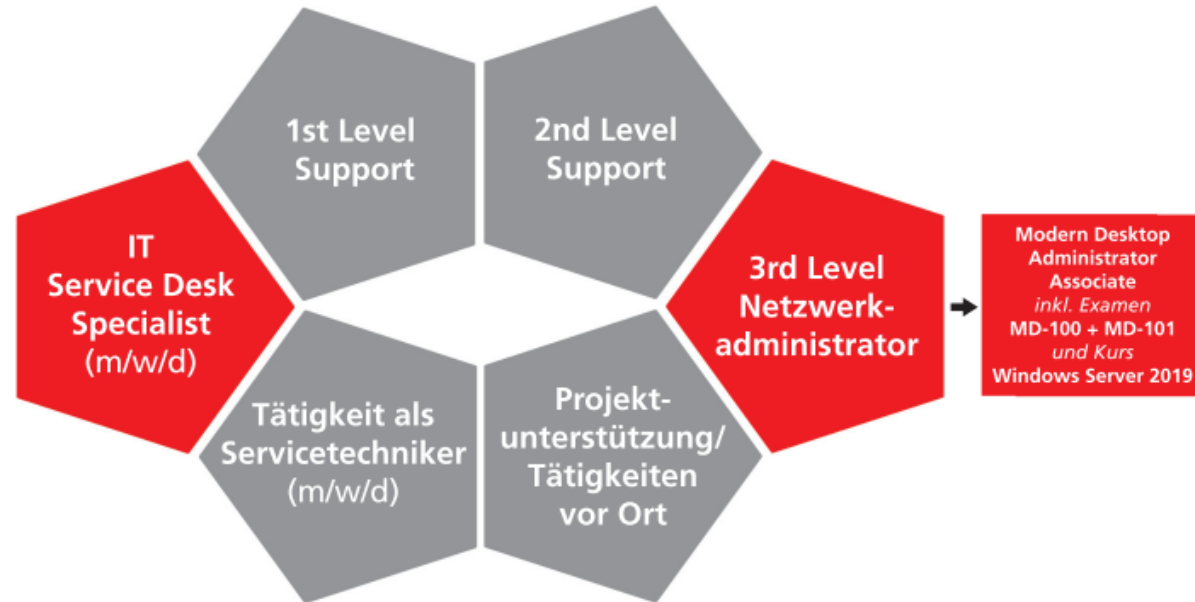 1st Level
Support
2nd Level
Support
IT
Service Desk
Specialist
(m/w/d)
3rd Level
Netzwerk-
administrator
Modern Desktop
Administrator
Associate
inkl. Examen
MD-100 + MD-101
und Kurs
Windows Server 2019
Tätigkeit als
Servicetechniker
(m/w/d)
Projekt-
unterstützung/
Tätigkeiten
vor Ort